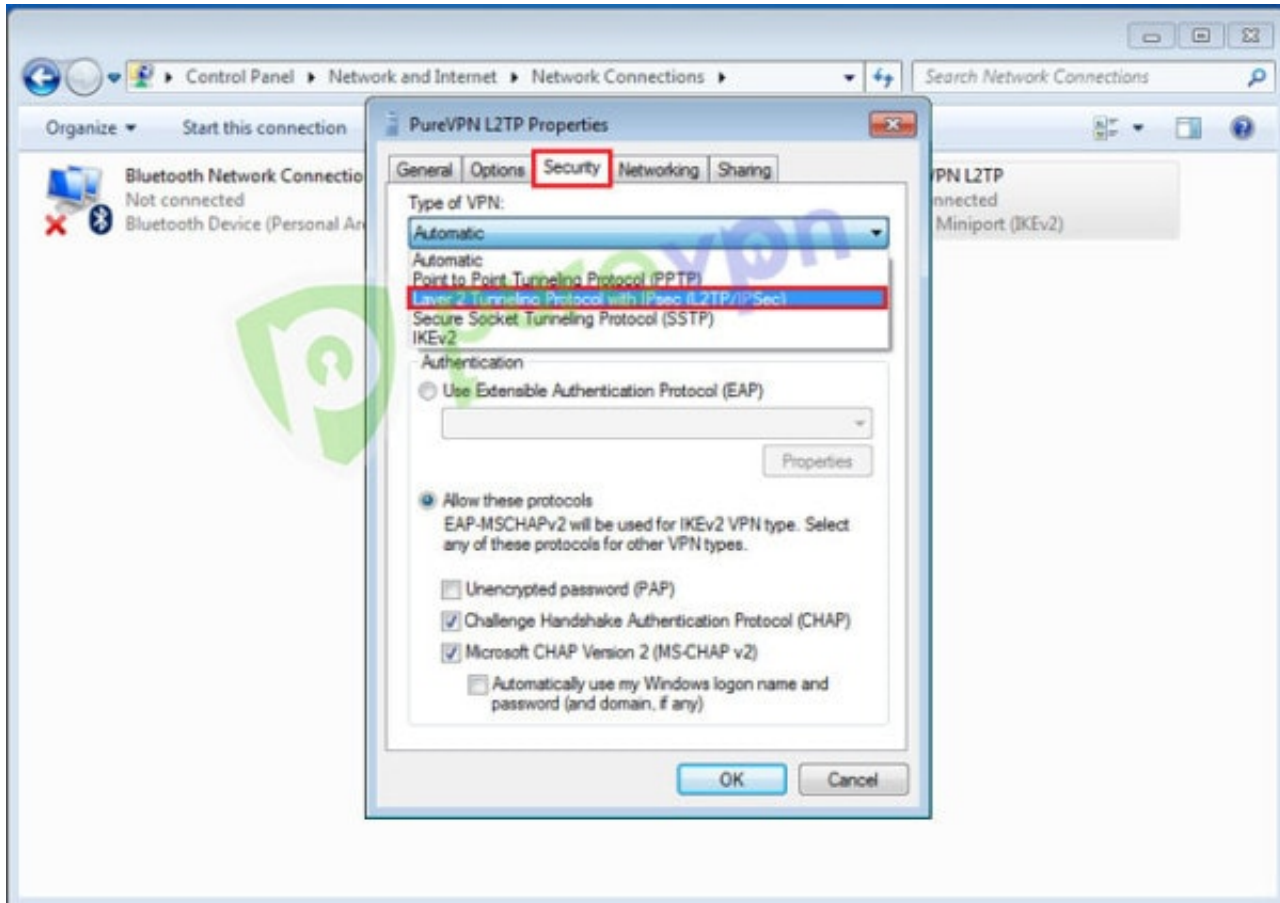 Control Panel ▸ Network and Internet ▸ Network Connections ▸
Search Network Connections
Organize
Start this connection
Bluetooth Network Connectio
Not connected
Bluetooth Device (Personal Are
PN L2TP
nnected
Miniport (IKEv2)
PureVPN L2TP Properties
General
Options
Security
Networking
Sharing
Type of VPN:
Automatic
Automatic
Point to Point Tunneling Protocol (PPTP)
Layer 2 Tunneling Protocol with IPsec (L2TP/IPSec)
Secure Socket Tunneling Protocol (SSTP)
IKEv2
purevpn
Authentication
Use Extensible Authentication Protocol (EAP)
Properties
Allow these protocols
EAP-MSCHAPv2 will be used for IKEv2 VPN type. Select
any of these protocols for other VPN types.
Unencrypted password (PAP)
Challenge Handshake Authentication Protocol (CHAP)
Microsoft CHAP Version 2 (MS-CHAP v2)
Automatically use my Windows logon name and
password (and domain, if any)
OK
Cancel